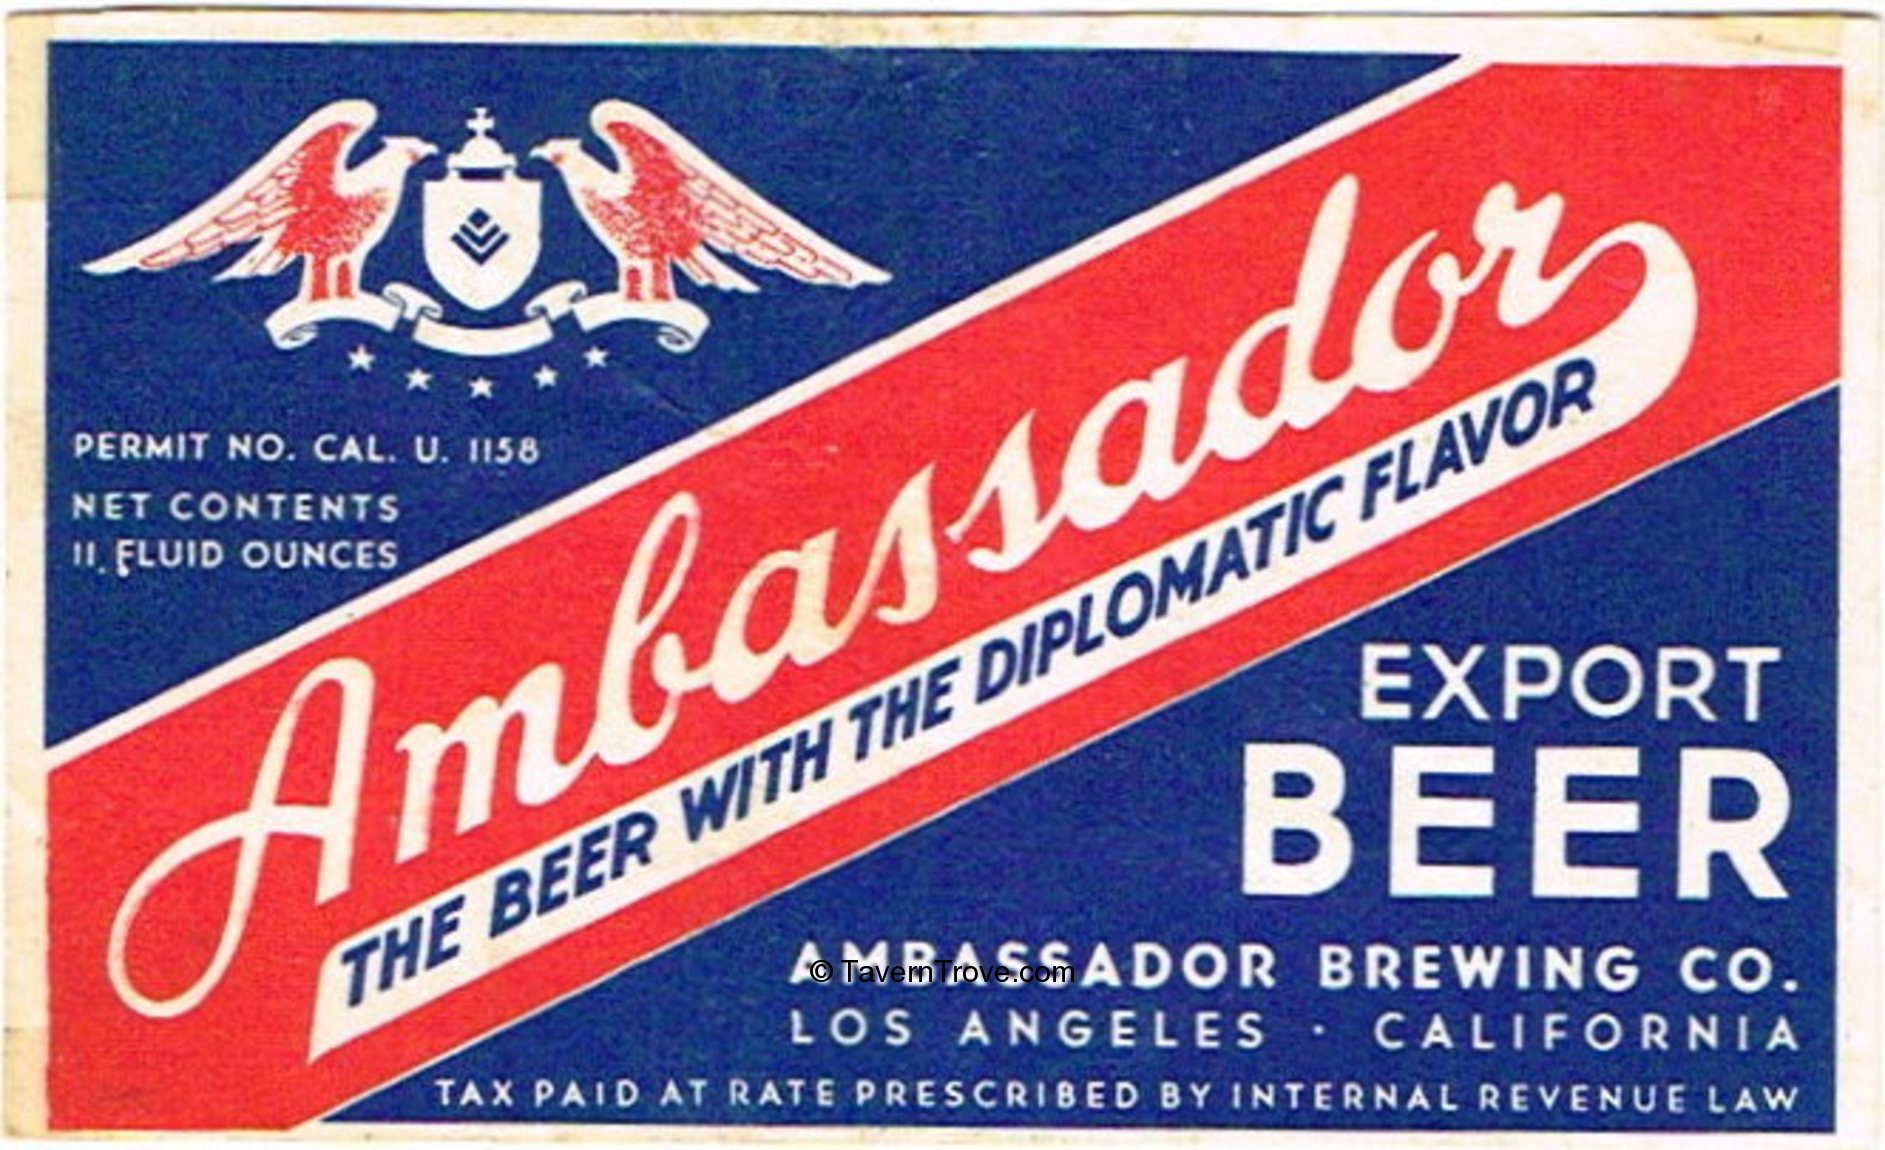 PERMIT NO. CAL. U. 1158
NET CONTENTS
11 FLUID OUNCES
Ambassador
THE BEER WITH THE DIPLOMATIC FLAVOR
EXPORT
BEER
AMBASSADOR BREWING CO.
© TavernTrove.com
LOS ANGELES · CALIFORNIA
TAX PAID AT RATE PRESCRIBED BY INTERNAL REVENUE LAW